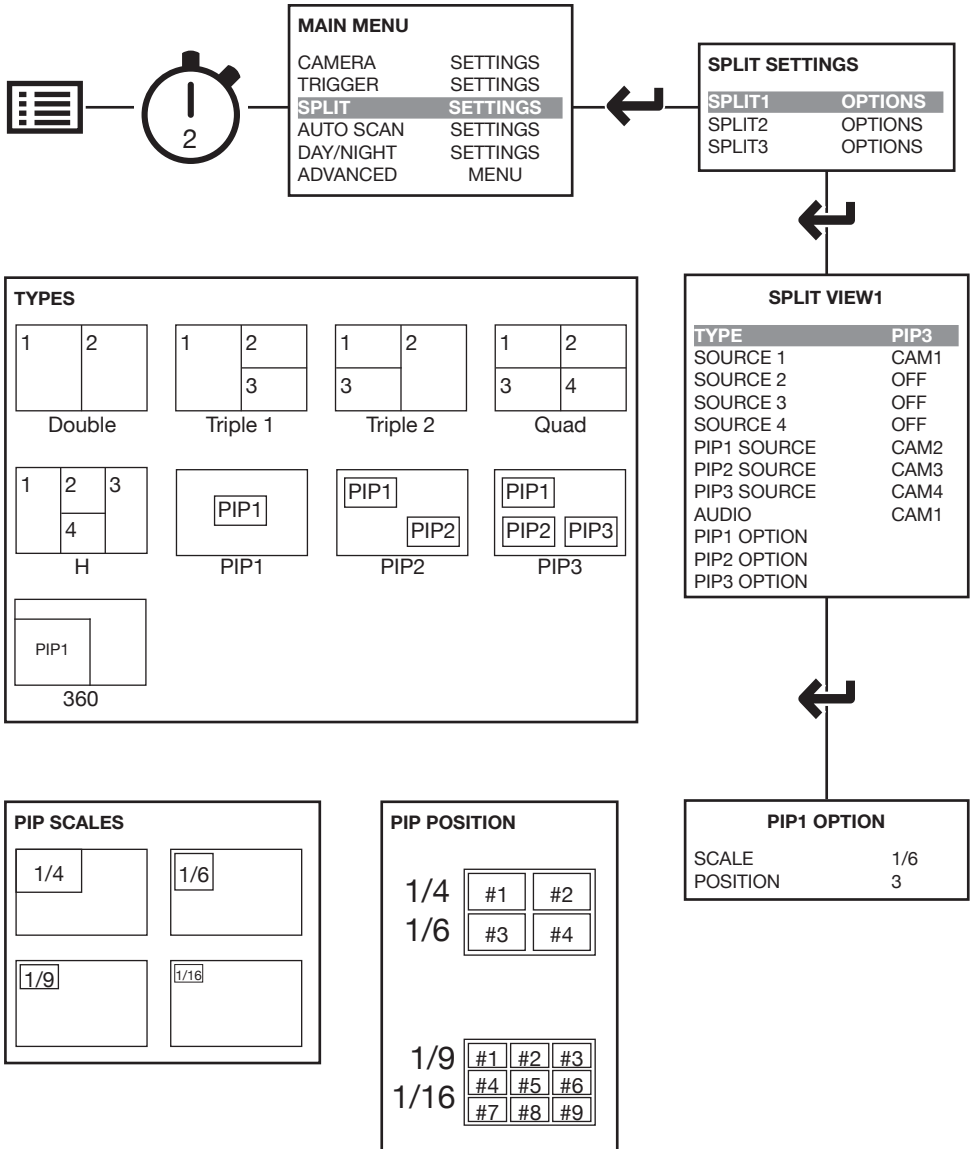 2
MAIN MENU
CAMERA SETTINGS
TRIGGER SETTINGS
SPLIT SETTINGS
AUTO SCAN SETTINGS
DAY/NIGHT SETTINGS
ADVANCED MENU
SPLIT SETTINGS
SPLIT1 OPTIONS
SPLIT2 OPTIONS
SPLIT3 OPTIONS
SPLIT VIEW1
TYPE PIP3
SOURCE 1 CAM1
SOURCE 2 OFF
SOURCE 3 OFF
SOURCE 4 OFF
PIP1 SOURCE CAM2
PIP2 SOURCE CAM3
PIP3 SOURCE CAM4
AUDIO CAM1
PIP1 OPTION
PIP2 OPTION
PIP3 OPTION
TYPES
1 2
Double
1 2
3
Triple 1
1 2
3
Triple 2
1 2
3 4
Quad
1 2 3
4
H
PIP1
PIP1
PIP1
PIP2
PIP2
PIP1
PIP2 PIP3
PIP3
PIP1
360
PIP SCALES
1/4
1/6
1/9
1/16
PIP POSITION
1/4 #1 #2
1/6 #3 #4
1/9 #1 #2 #3
#4 #5 #6
1/16 #7 #8 #9
PIP1 OPTION
SCALE 1/6
POSITION 3